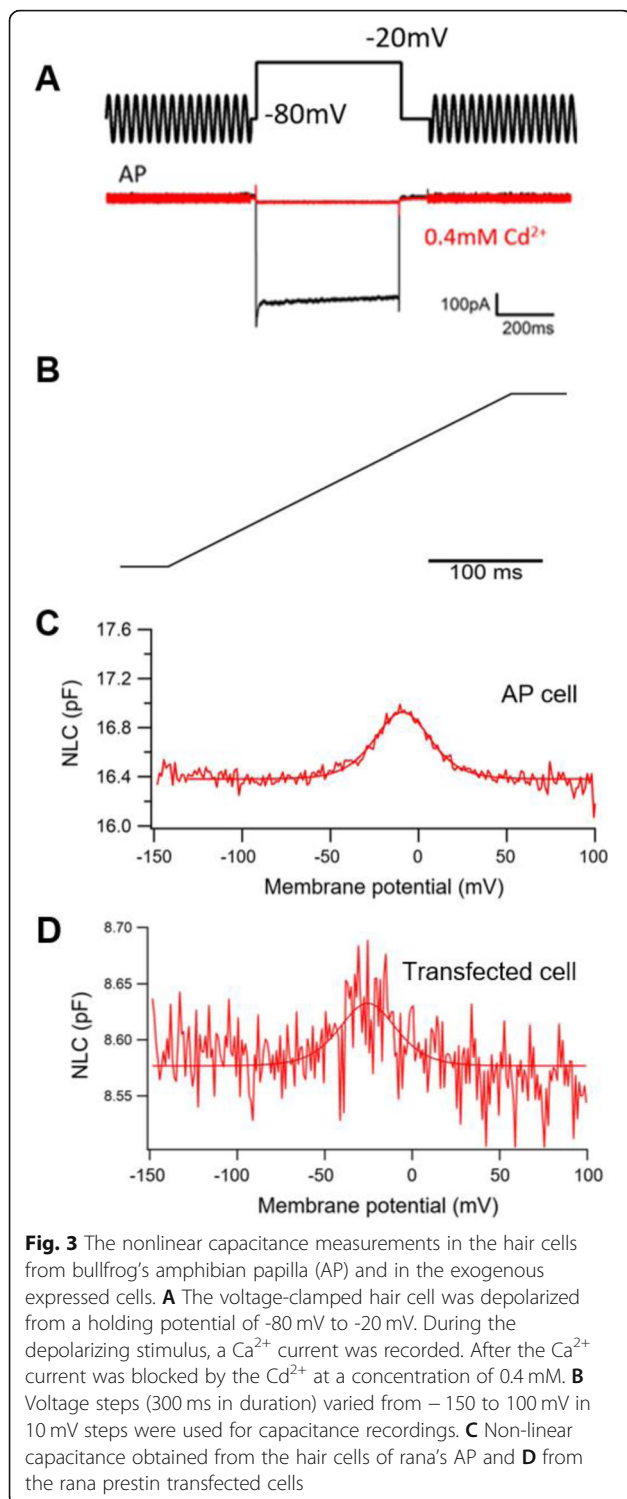 A
-20mV
-80mV
AP
0.4mM Cd²⁺
100pA
200ms
B
100 ms
C
17.6
17.2
16.8
16.4
16.0
NLC (pF)
AP cell
-150 -100 -50 0 50 100
Membrane potential (mV)
D
8.70
8.65
8.60
8.55
NLC (pF)
Transfected cell
-150 -100 -50 0 50 100
Membrane potential (mV)
Fig. 3 The nonlinear capacitance measurements in the hair cells
from bullfrog's amphibian papilla (AP) and in the exogenous
expressed cells. A The voltage-clamped hair cell was depolarized
from a holding potential of -80 mV to -20 mV. During the
depolarizing stimulus, a Ca²⁺ current was recorded. After the Ca²⁺
current was blocked by the Cd²⁺ at a concentration of 0.4 mM. B
Voltage steps (300 ms in duration) varied from − 150 to 100 mV in
10 mV steps were used for capacitance recordings. C Non-linear
capacitance obtained from the hair cells of rana's AP and D from
the rana prestin transfected cells